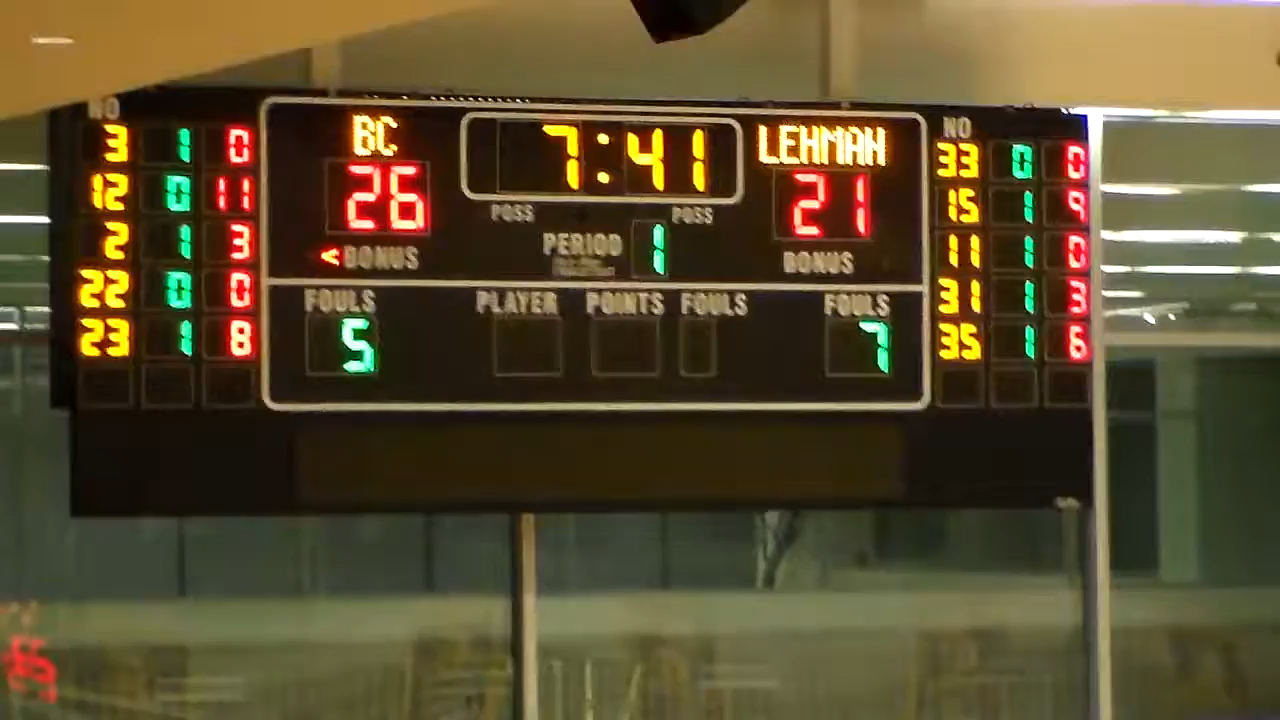 NO BC 7:41 LEHMAN NO
3 1 0 26 21 33 0 0
12 0 11 POSS POSS 15 1 9
2 1 3 < BONUS PERIOD 1 BONUS 11 1 0
22 0 0 FOULS PLAYER POINTS FOULS FOULS 31 1 3
23 1 8 5 7 35 1 6